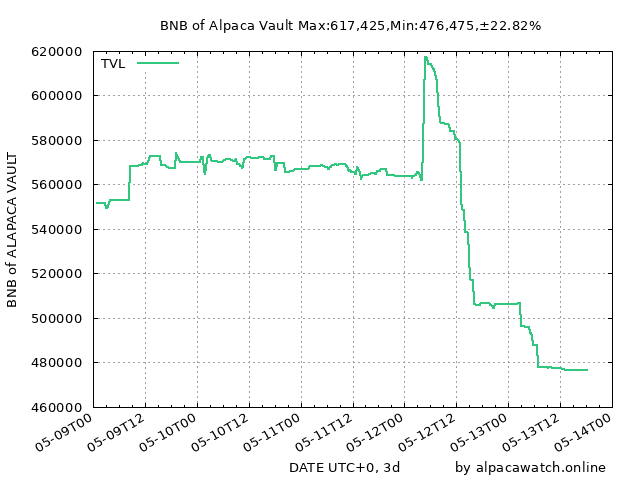 BNB of Alpaca Vault Max:617,425,Min:476,475,±22.82%
620000
TVL
600000
580000
560000
540000
520000
500000
480000
460000
BNB of ALAPACA VAULT
05-09T00
05-09T12
05-10T00
05-10T12
05-11T00
05-11T12
05-12T00
05-12T12
05-13T00
05-13T12
05-14T00
DATE UTC+0, 3d
by alpacawatch.online